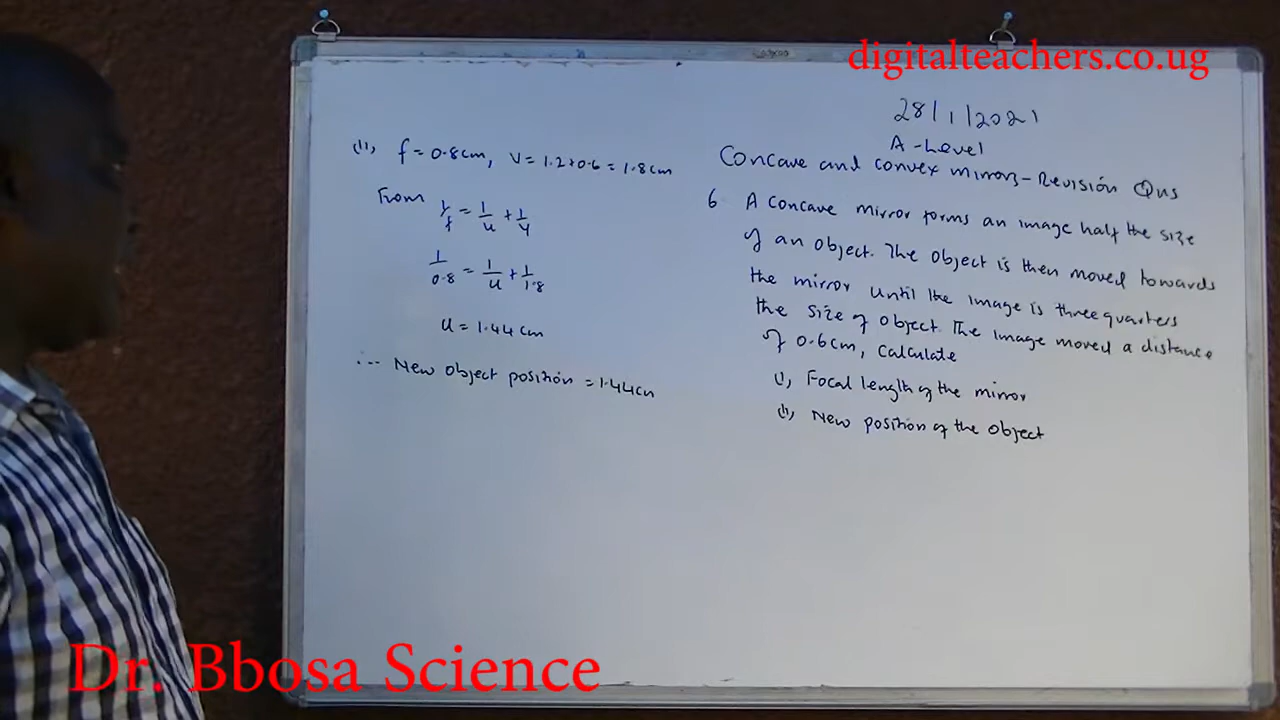 digitalteachers.co.ug
28/1/2021
A-Level
Concave and convex mirrors-Revision Qns
6 A concave mirror forms an image half the size
of an object. The object is then moved towards
the mirror until the image is three quarters
the size of object. The image moved a distance
of 0.6cm, calculate
(i), Focal length of the mirror
(ii), New position of the object
(ii), f = 0.8cm, V = 1.2+0.6 = 1.8cm
From 1/f = 1/u + 1/v
1/0.8 = 1/u + 1/1.8
u = 1.44cm
... New object position = 1.44cm
Dr. Bbosa Science